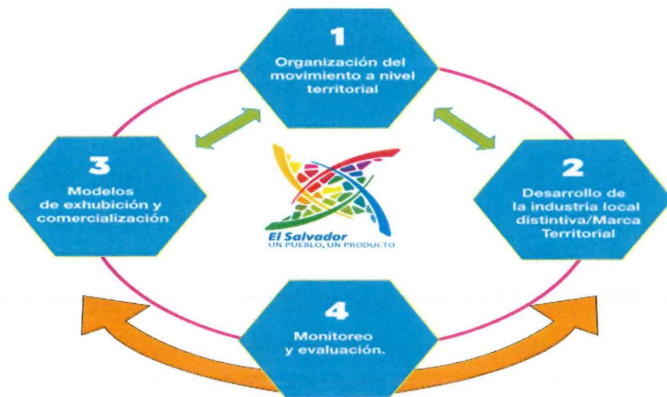 1
Organización del
movimiento a nivel
territorial
3
Modelos
de exhubición y
comercialización
2
Desarrollo de
la industria local
distintiva/Marca
Territorial
El Salvador
UN PUEBLO, UN PRODUCTO
4
Monitoreo
y evaluación.